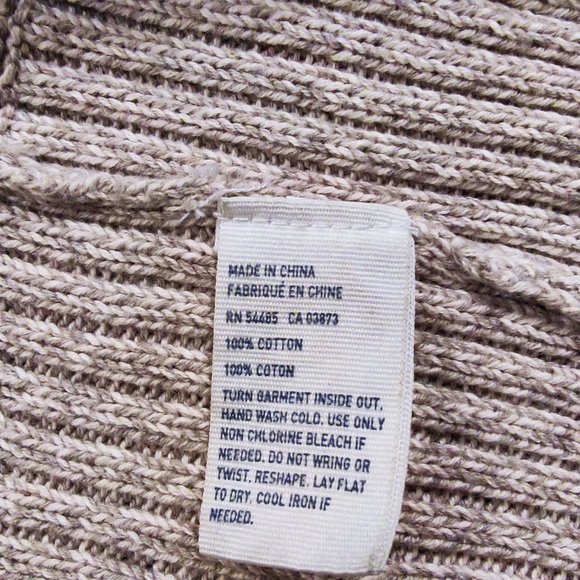 MADE IN CHINA
FABRIQUÉ EN CHINE
RN 54485 CA 03873
100% COTTON
100% COTON
TURN GARMENT INSIDE OUT.
HAND WASH COLD. USE ONLY
NON CHLORINE BLEACH IF
NEEDED. DO NOT WRING OR
TWIST. RESHAPE. LAY FLAT
TO DRY. COOL IRON IF
NEEDED.